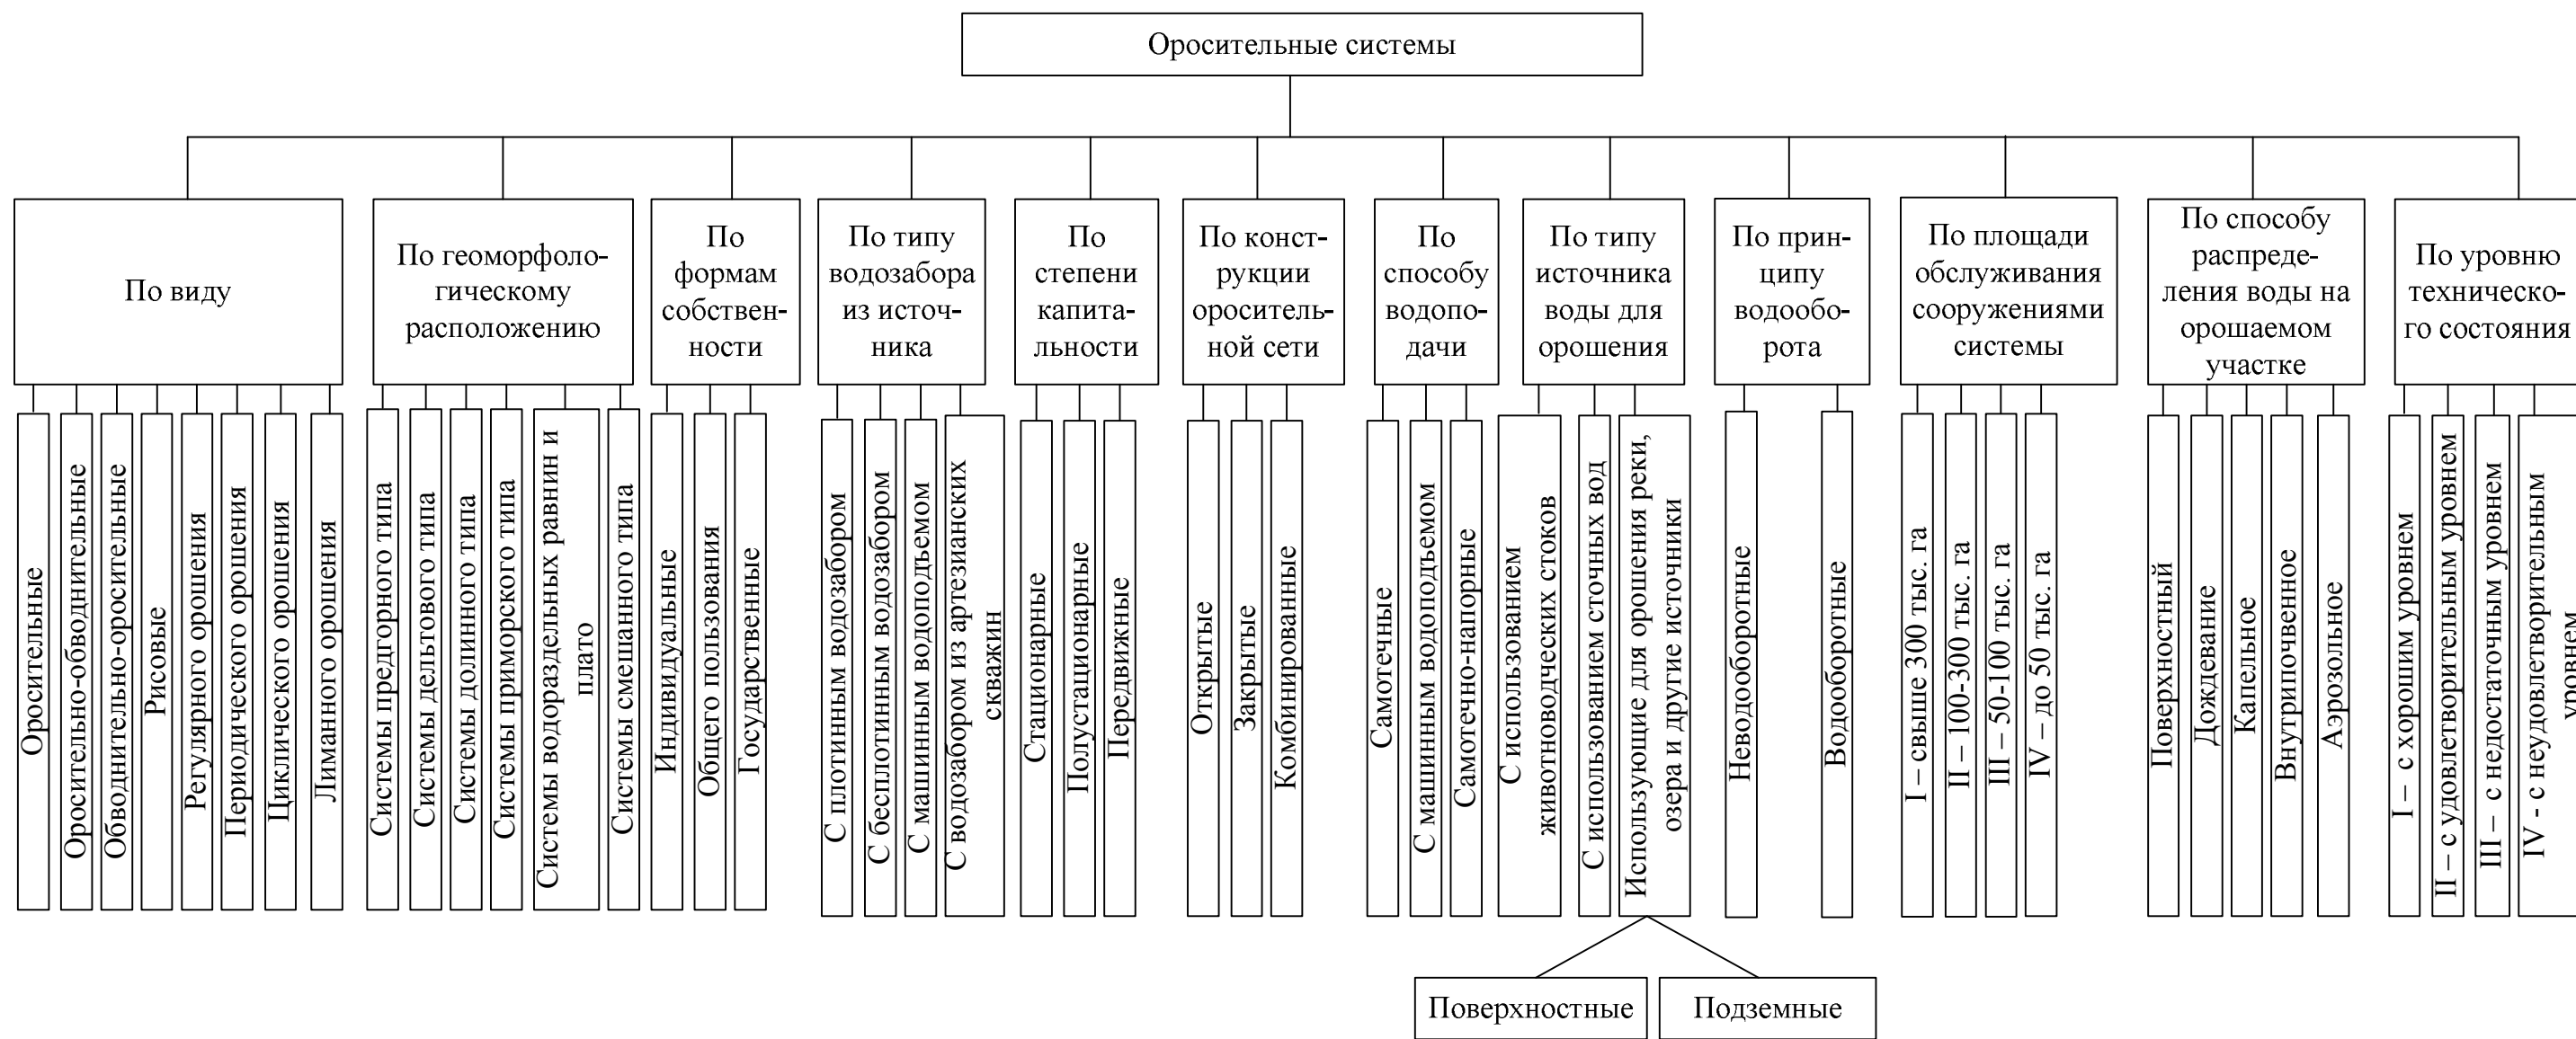 Оросительные системы
По виду
По геоморфоло-
гическому
расположению
По
формам
собствен-
ности
По типу
водозабора
из источ-
ника
По
степени
капита-
льности
По конст-
рукции
ороситель-
ной сети
По
способу
водопо-
дачи
По типу
источника
воды для
орошения
По прин-
ципу
водообо-
рота
По площади
обслуживания
сооружениями
системы
По способу
распреде-
ления воды на
орошаемом
участке
По уровню
техническо-
го состояния
Оросительные
Оросительно-обводнительные
Обводнительно-оросительные
Рисовые
Регулярного орошения
Периодического орошения
Циклического орошения
Лиманного орошения
Системы предгорного типа
Системы дельтового типа
Системы долинного типа
Системы приморского типа
Системы водораздельных равнин и
плато
Системы смешанного типа
Индивидуальные
Общего пользования
Государственные
С плотинным водозабором
С бесплотинным водозабором
С машинным водоподъемом
С водозабором из артезианских
скважин
Стационарные
Полустационарные
Передвижные
Открытые
Закрытые
Комбинированные
Самотечные
С машинным водоподъемом
Самотечно-напорные
С использованием
животноводческих стоков
С использованием сточных вод
Использующие для орошения реки,
озера и другие источники
Неводооборотные
Водооборотные
I – свыше 300 тыс. га
II – 100-300 тыс. га
III – 50-100 тыс. га
IV – до 50 тыс. га
Поверхностный
Дождевание
Капельное
Внутрипочвенное
Аэрозольное
I – с хорошим уровнем
II – с удовлетворительным уровнем
III – с недостаточным уровнем
IV - с неудовлетворительным
уровнем
Поверхностные
Подземные